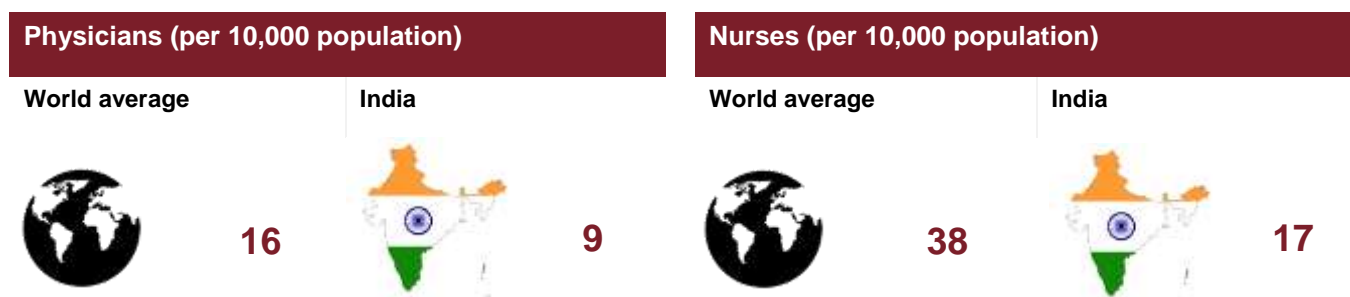 Physicians (per 10,000 population)
World average
India
16
9
Nurses (per 10,000 population)
World average
India
38
17